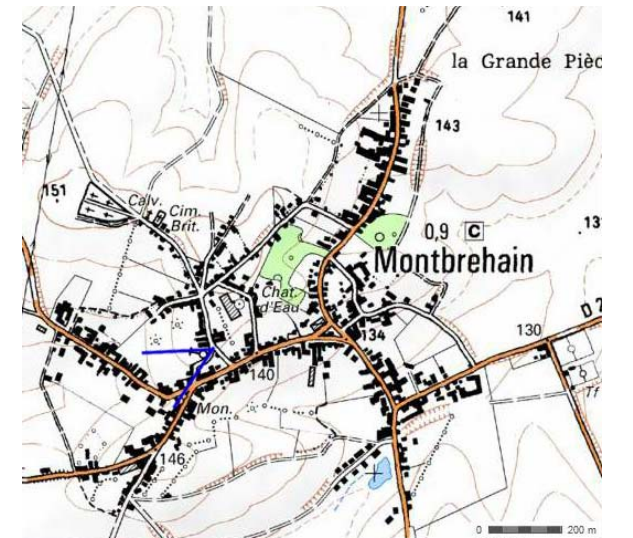 141
la Grande Pièc
143
151
Calv.
Cim.
Brit.
0,9 C
13
Montbrehain
Chat.
d'Eau
134
130
D 7
140
Tf
Mon.
146
0 200 m